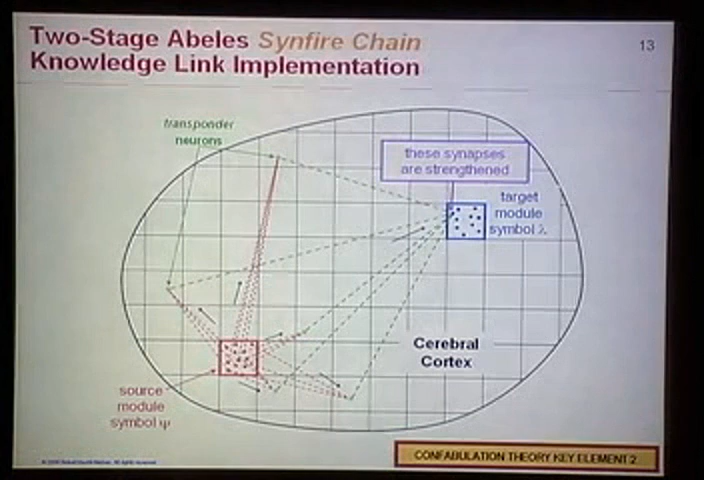 Two-Stage Abeles Synfire Chain
Knowledge Link Implementation
13
transponder
neurons
these synapses
are strengthened
target
module
symbol λ
Cerebral
Cortex
source
module
symbol ψ
CONFABULATION THEORY KEY ELEMENT 2